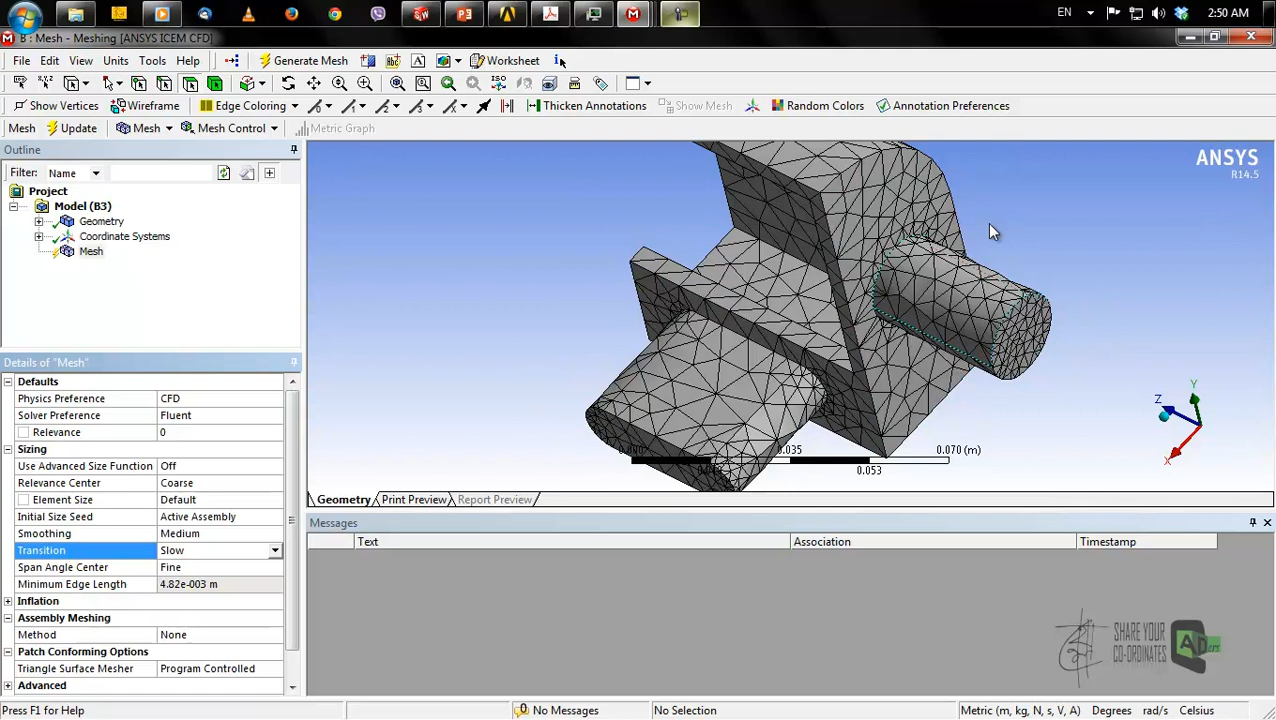 EN 2:50 AM
B : Mesh - Meshing [ANSYS ICEM CFD]
File Edit View Units Tools Help Generate Mesh Worksheet
Show Vertices Wireframe Edge Coloring Thicken Annotations Show Mesh Random Colors Annotation Preferences
Mesh Update Mesh Mesh Control Metric Graph
Outline
Filter: Name
Project
Model (B3)
Geometry
Coordinate Systems
Mesh
Details of "Mesh"
Defaults
Physics Preference CFD
Solver Preference Fluent
Relevance 0
Sizing
Use Advanced Size Function Off
Relevance Center Coarse
Element Size Default
Initial Size Seed Active Assembly
Smoothing Medium
Transition Slow
Span Angle Center Fine
Minimum Edge Length 4.82e-003 m
Inflation
Assembly Meshing
Method None
Patch Conforming Options
Triangle Surface Mesher Program Controlled
Advanced
ANSYS
R14.5
Y
Z
X
0.035 0.070 (m)
0.053
Geometry Print Preview Report Preview
Messages
Text Association Timestamp
SHARE YOUR
CO-ORDINATES
Press F1 for Help No Messages No Selection Metric (m, kg, N, s, V, A) Degrees rad/s Celsius